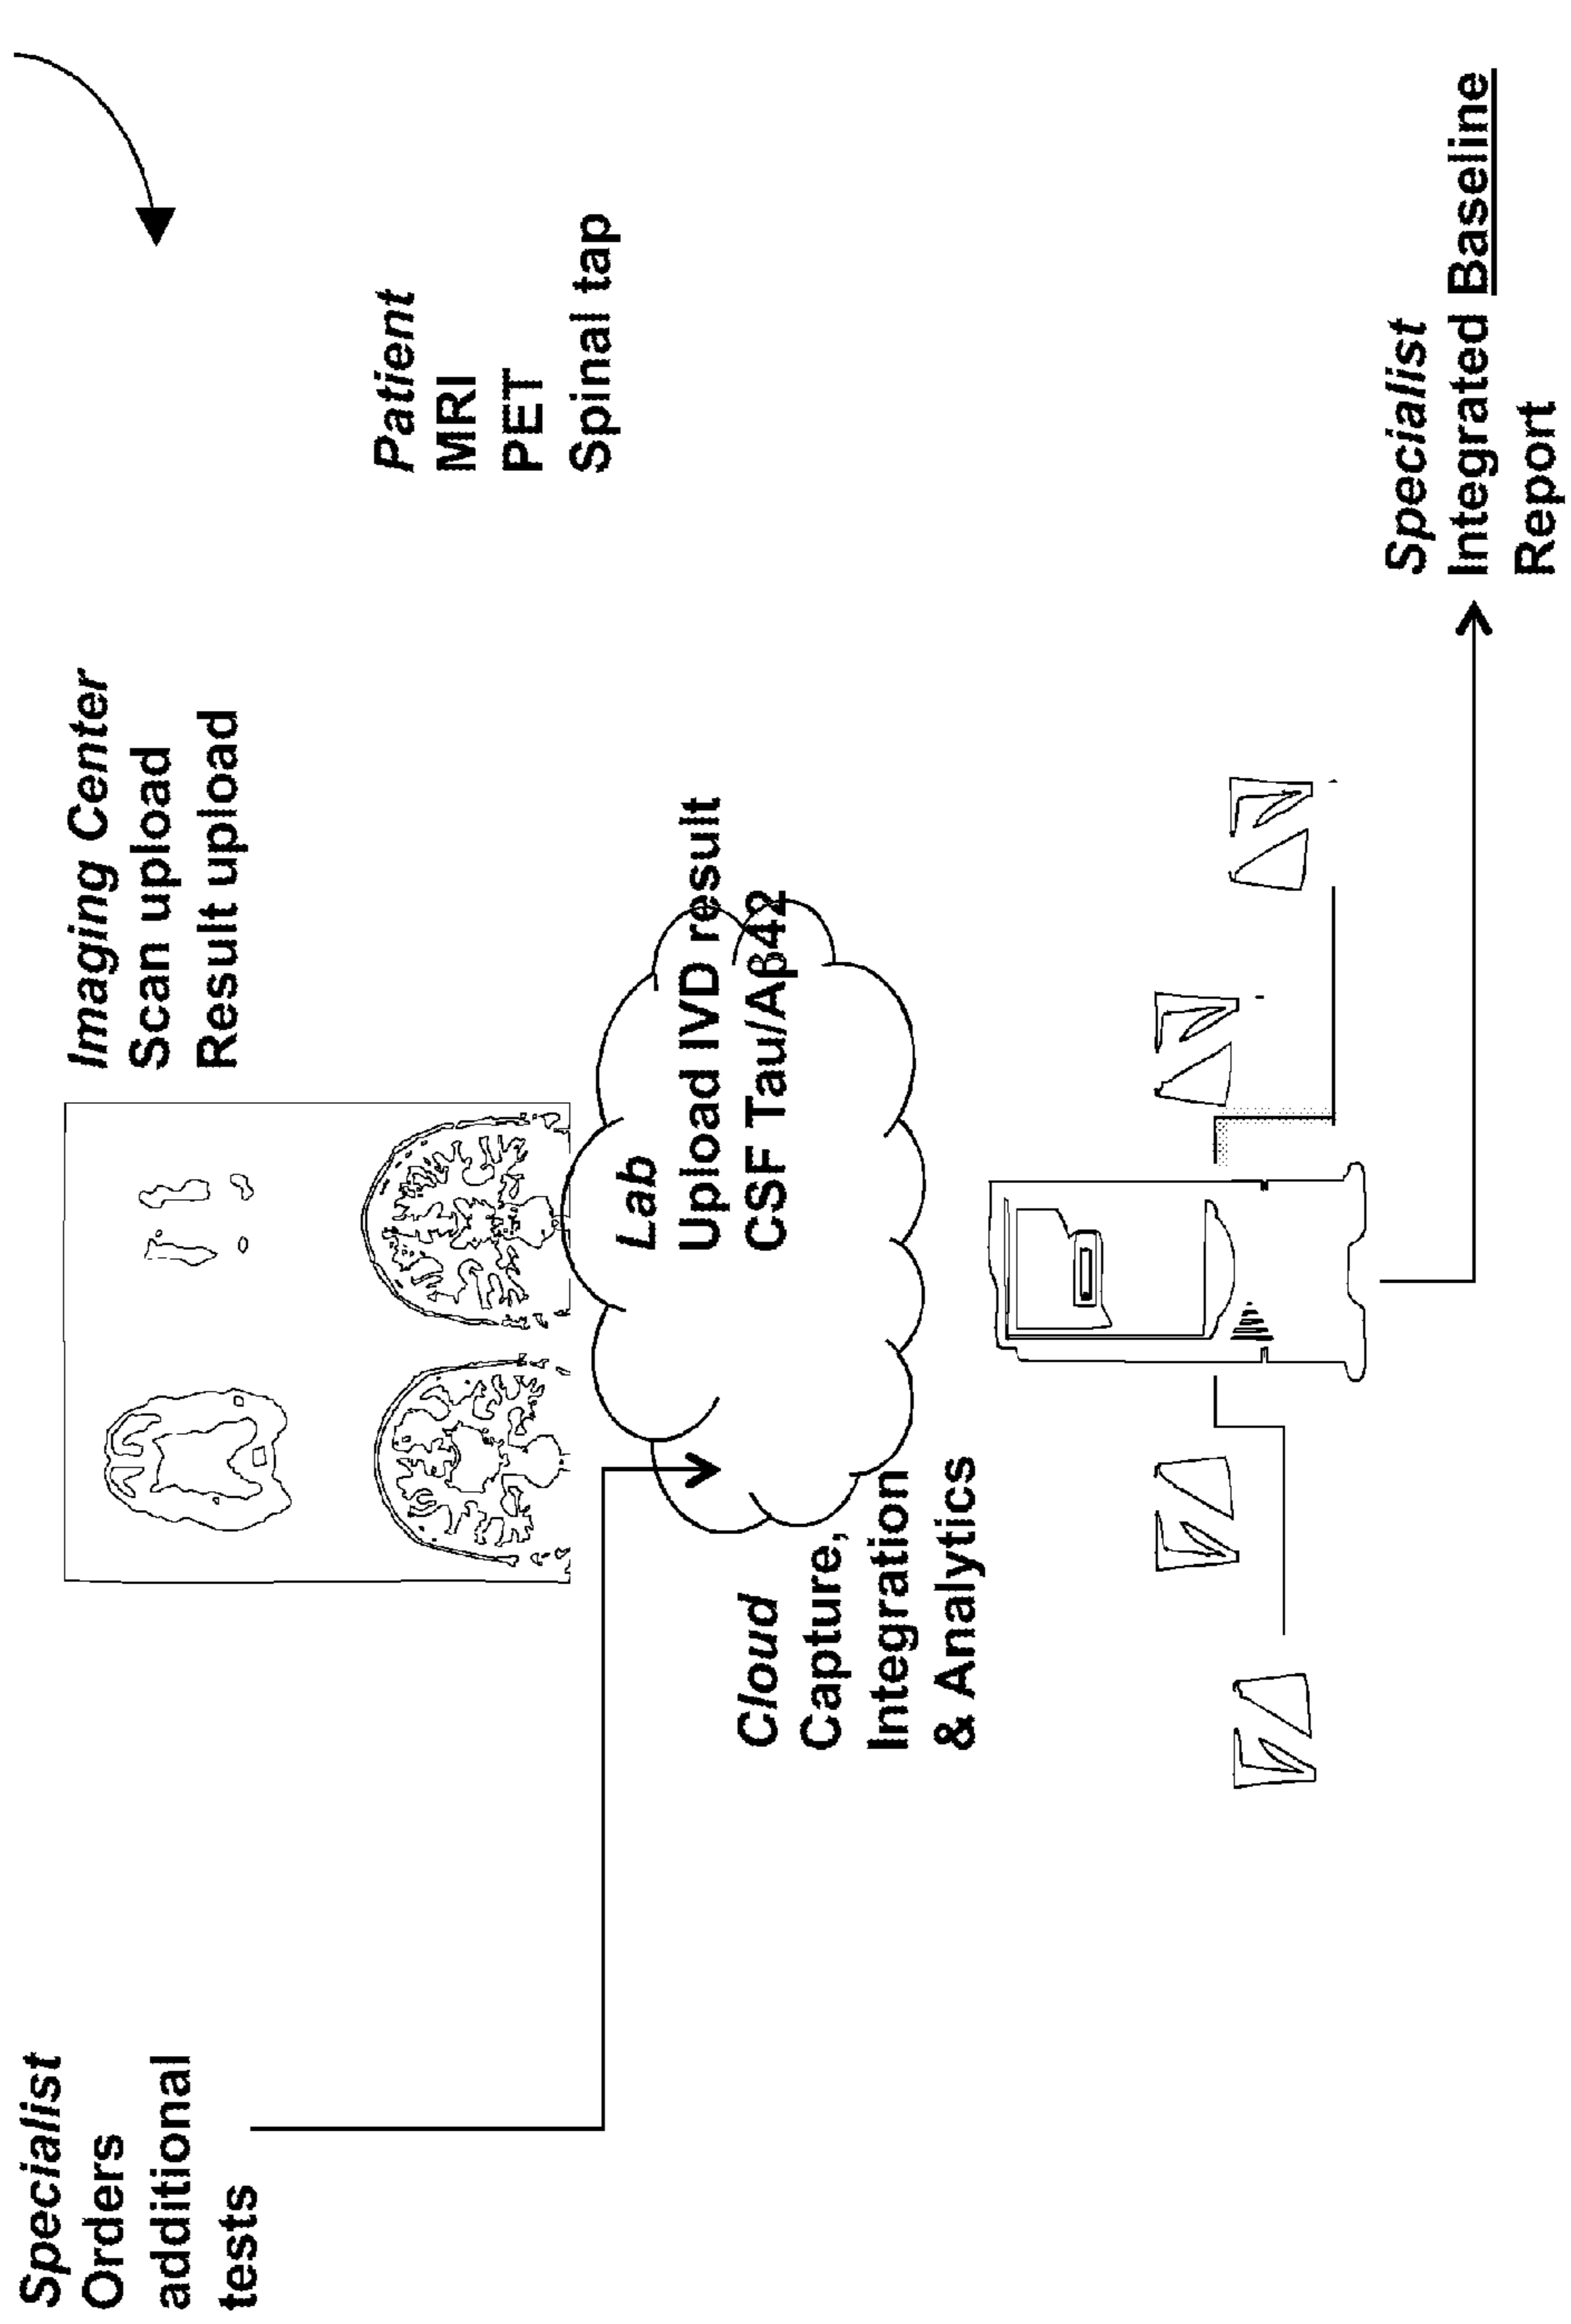 Specialist
Orders
additional
tests
Imaging Center
Scan upload
Result upload
Patient
MRI
PET
Spinal tap
Lab
Upload IVD result
CSF Tau/Aβ42
Cloud
Capture,
Integration
& Analytics
Specialist
Integrated Baseline
Report